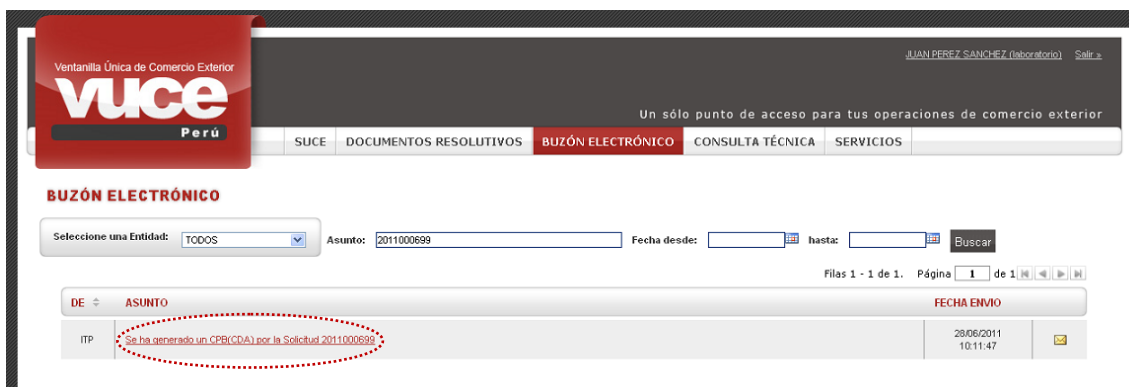 JUAN PEREZ SANCHEZ (laboratorio) Salir »
Ventanilla Única de Comercio Exterior
vuce
Perú
Un sólo punto de acceso para tus operaciones de comercio exterior
SUCE DOCUMENTOS RESOLUTIVOS BUZÓN ELECTRÓNICO CONSULTA TÉCNICA SERVICIOS
BUZÓN ELECTRÓNICO
Seleccione una Entidad: TODOS Asunto: 2011000699 Fecha desde: hasta: Buscar
Filas 1 - 1 de 1. Página 1 de 1
DE ASUNTO FECHA ENVIO
ITP Se ha generado un CPB(CDA) por la Solicitud 2011000699 28/06/2011
10:11:47